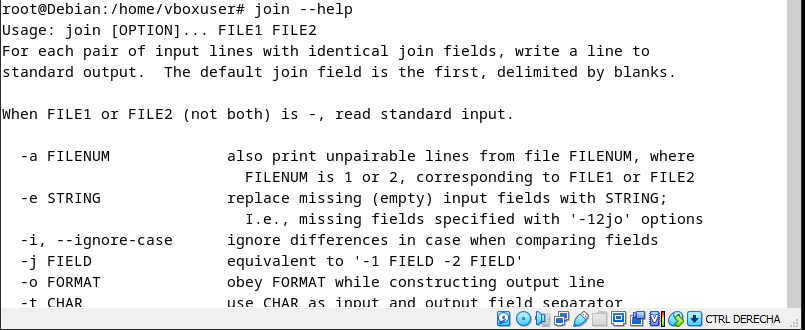 root@Debian:/home/vboxuser# join --help
Usage: join [OPTION]... FILE1 FILE2
For each pair of input lines with identical join fields, write a line to
standard output.  The default join field is the first, delimited by blanks.

When FILE1 or FILE2 (not both) is -, read standard input.

  -a FILENUM             also print unpairable lines from file FILENUM, where
                           FILENUM is 1 or 2, corresponding to FILE1 or FILE2
  -e STRING              replace missing (empty) input fields with STRING;
                           I.e., missing fields specified with '-12jo' options
  -i, --ignore-case      ignore differences in case when comparing fields
  -j FIELD               equivalent to '-1 FIELD -2 FIELD'
  -o FORMAT              obey FORMAT while constructing output line
  -t CHAR                use CHAR as input and output field separator
CTRL DERECHA